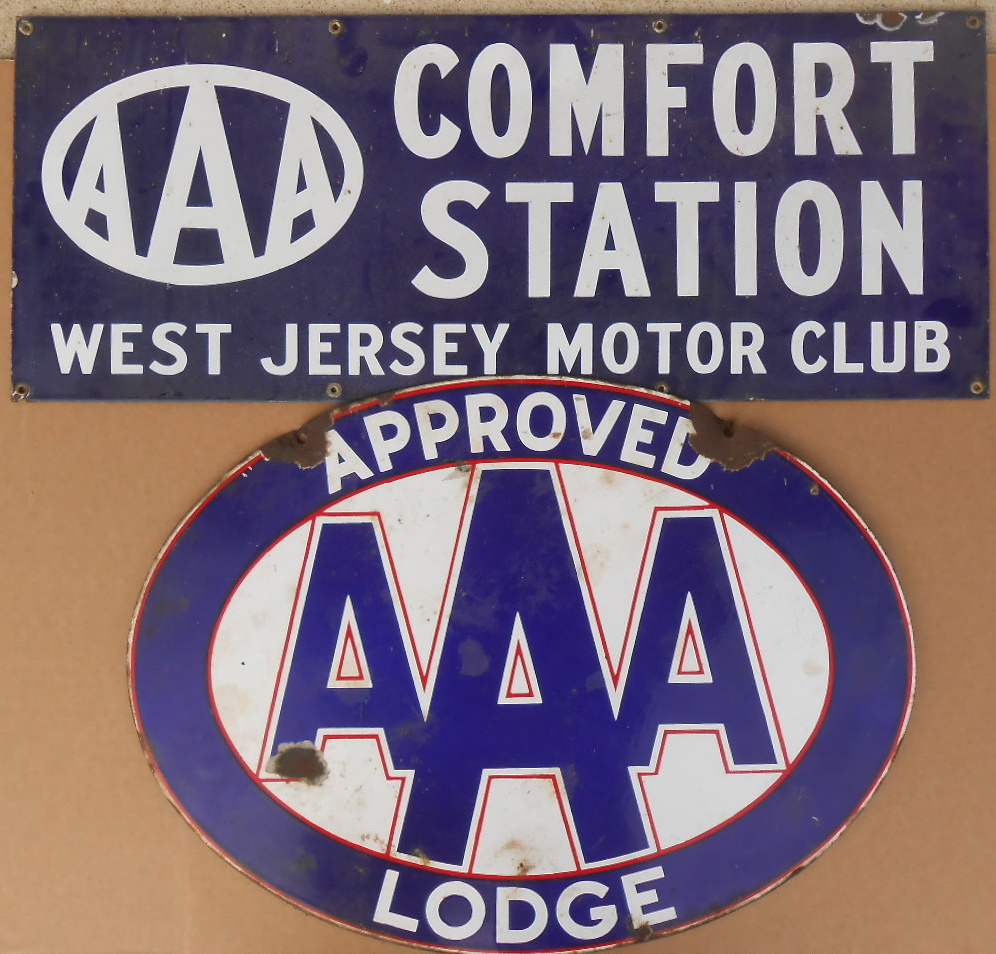 AAA
COMFORT
STATION
WEST JERSEY MOTOR CLUB
APPROVED
AAA
LODGE